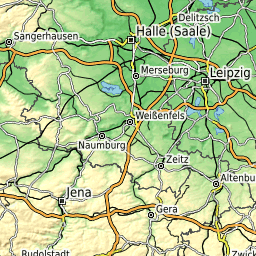 Delitzsch
Halle (Saale)
Sangerhausen
Merseburg
Leipzig
Weißenfels
Naumburg
Zeitz
Altenbu
Jena
Gera
Rudolstadt
Zwick